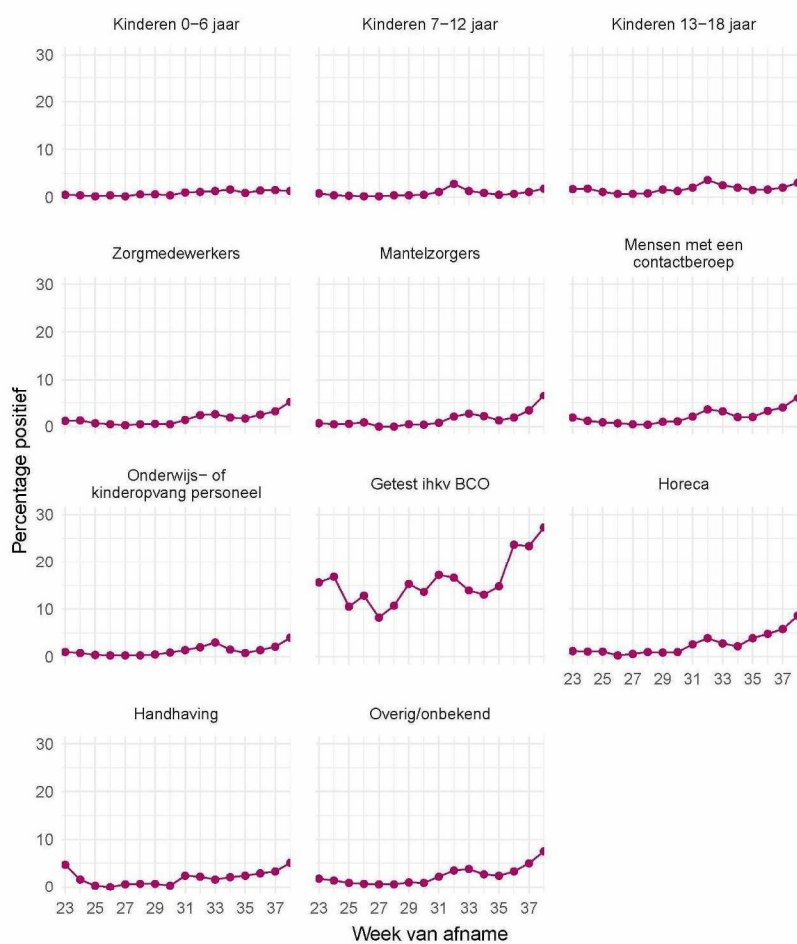 Kinderen 0−6 jaar
Kinderen 7−12 jaar
Kinderen 13−18 jaar
30
20
10
0
Zorgmedewerkers
Mantelzorgers
Mensen met een
contactberoep
30
20
10
0
Percentage positief
Onderwijs− of
kinderopvang personeel
Getest ihkv BCO
Horeca
30
20
10
0
23 25 27 29 31 33 35 37
Handhaving
Overig/onbekend
30
20
10
0
23 25 27 29 31 33 35 37
23 25 27 29 31 33 35 37
Week van afname